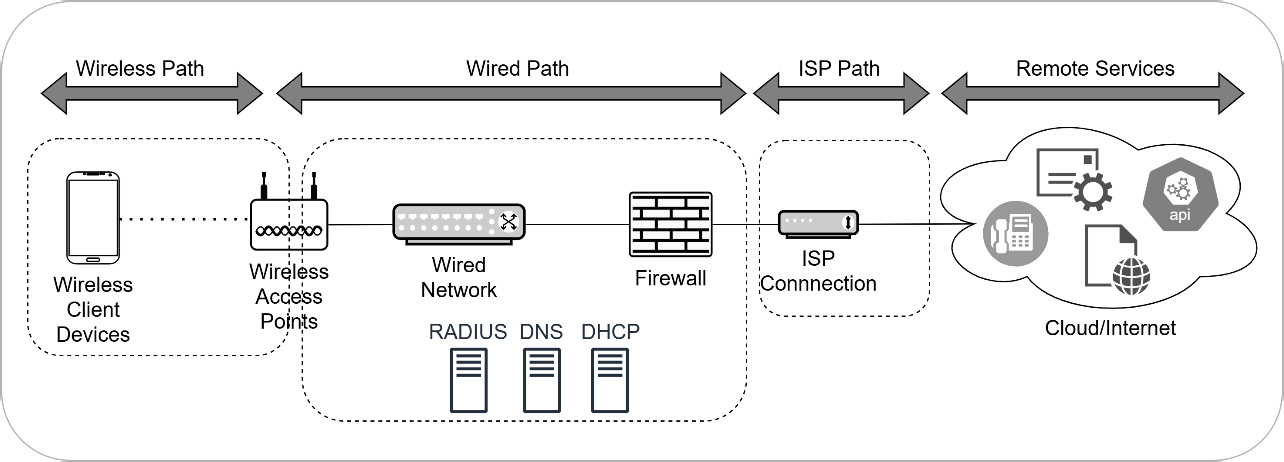 Wireless Path
Wired Path
ISP Path
Remote Services
Wireless
Client
Devices
Wireless
Access
Points
Wired
Network
Firewall
ISP
Connnection
api
Cloud/Internet
RADIUS
DNS
DHCP